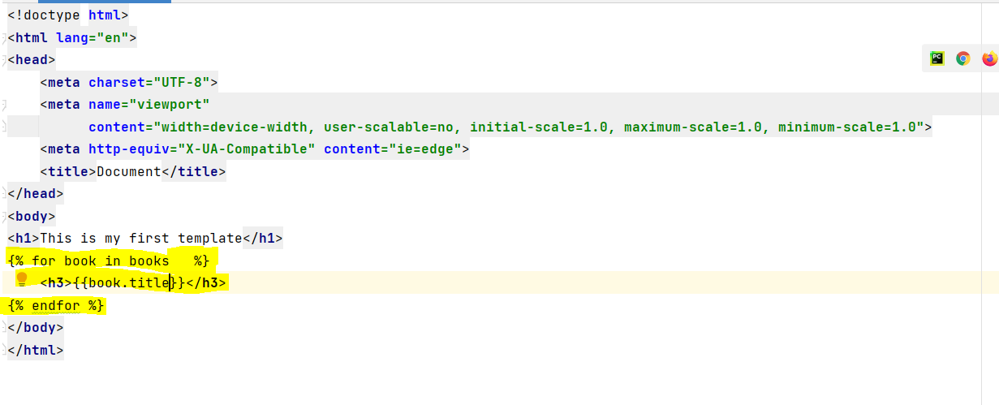 <!doctype html>
<html lang="en">
<head>
    <meta charset="UTF-8">
    <meta name="viewport"
          content="width=device-width, user-scalable=no, initial-scale=1.0, maximum-scale=1.0, minimum-scale=1.0">
    <meta http-equiv="X-UA-Compatible" content="ie=edge">
    <title>Document</title>
</head>
<body>
<h1>This is my first template</h1>
{% for book in books   %}
    <h3>{{book.title}}</h3>
{% endfor %}
</body>
</html>
PC